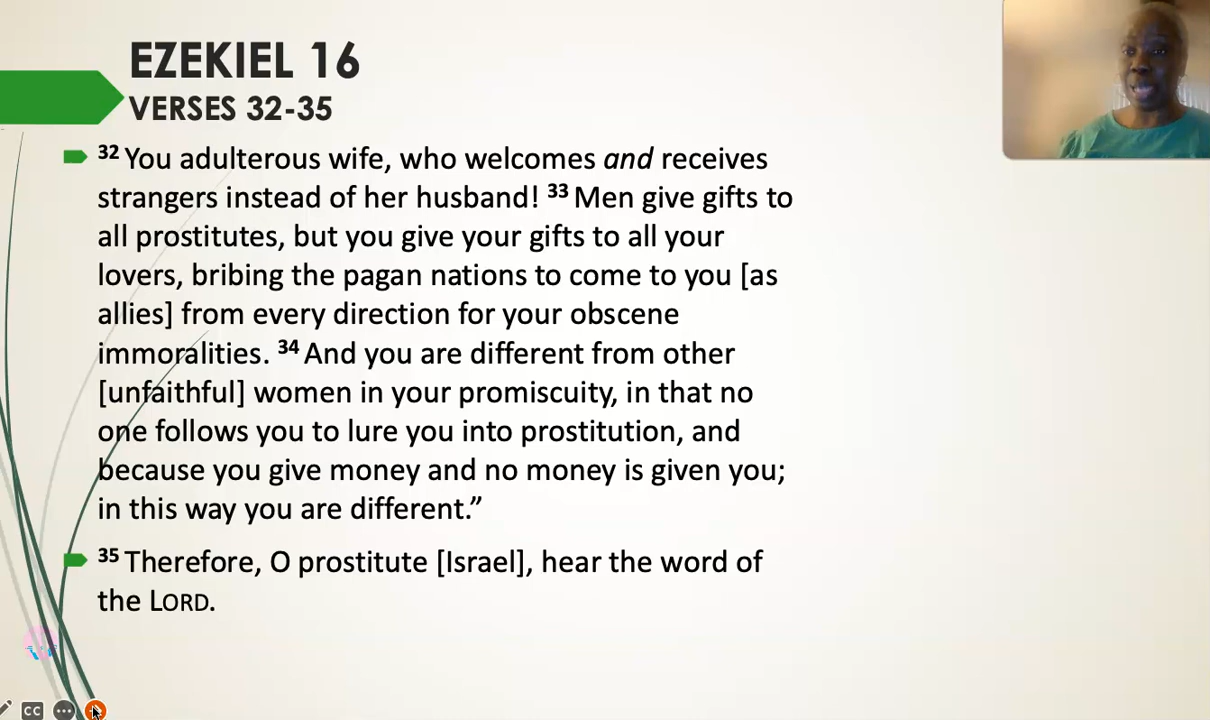 EZEKIEL 16
VERSES 32-35
32 You adulterous wife, who welcomes and receives
strangers instead of her husband! 33 Men give gifts to
all prostitutes, but you give your gifts to all your
lovers, bribing the pagan nations to come to you [as
allies] from every direction for your obscene
immoralities. 34 And you are different from other
[unfaithful] women in your promiscuity, in that no
one follows you to lure you into prostitution, and
because you give money and no money is given you;
in this way you are different.”
35 Therefore, O prostitute [Israel], hear the word of
the LORD.
CC